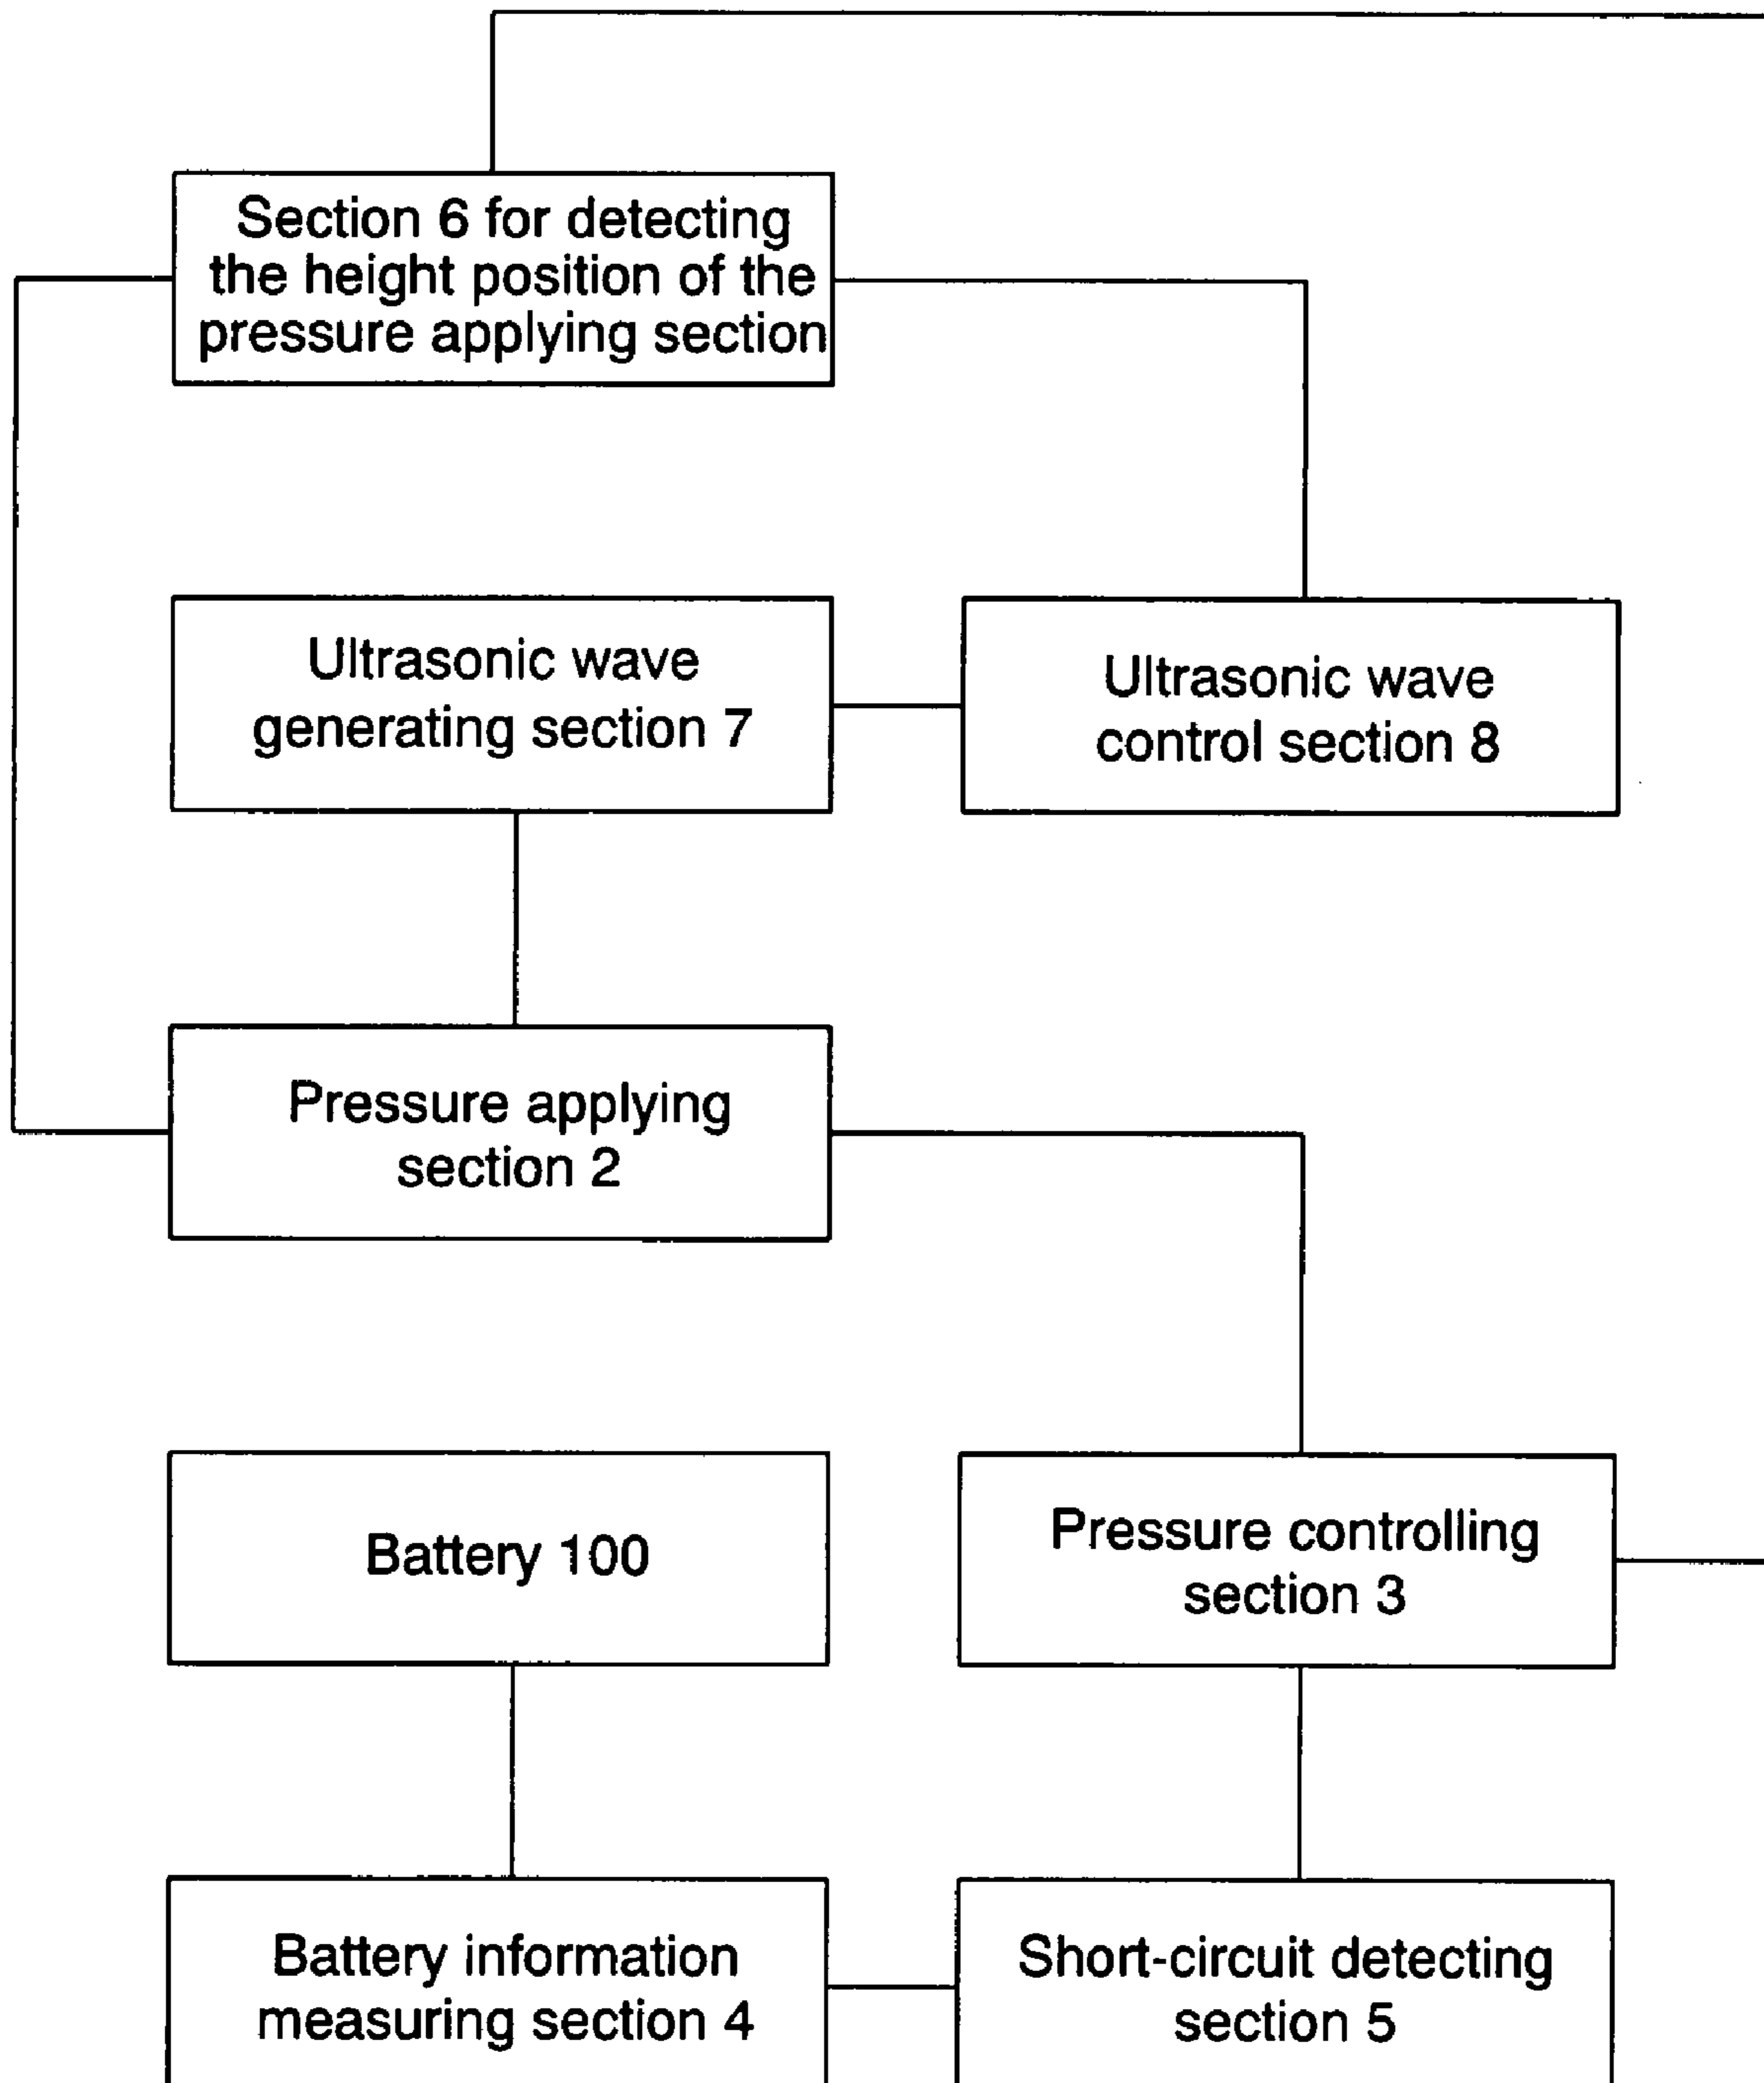 Section 6 for detecting
the height position of the
pressure applying section
Ultrasonic wave
generating section 7
Ultrasonic wave
control section 8
Pressure applying
section 2
Battery 100
Pressure controlling
section 3
Battery information
measuring section 4
Short-circuit detecting
section 5